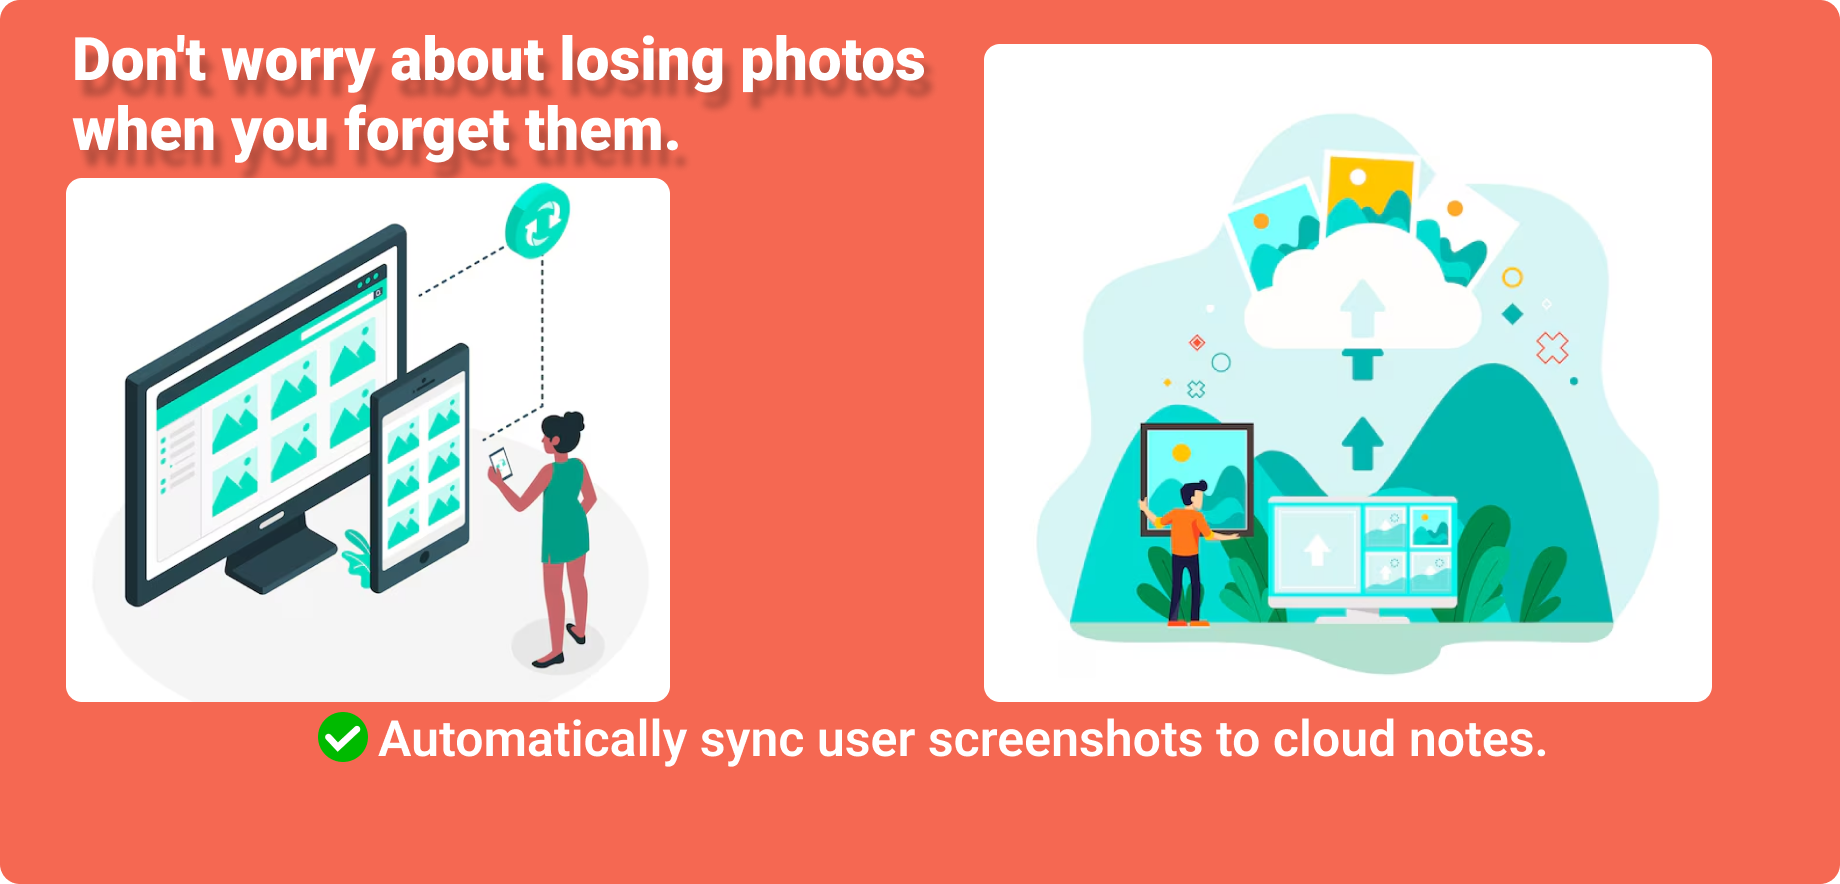 Don't worry about losing photos
when you forget them.
Automatically sync user screenshots to cloud notes.